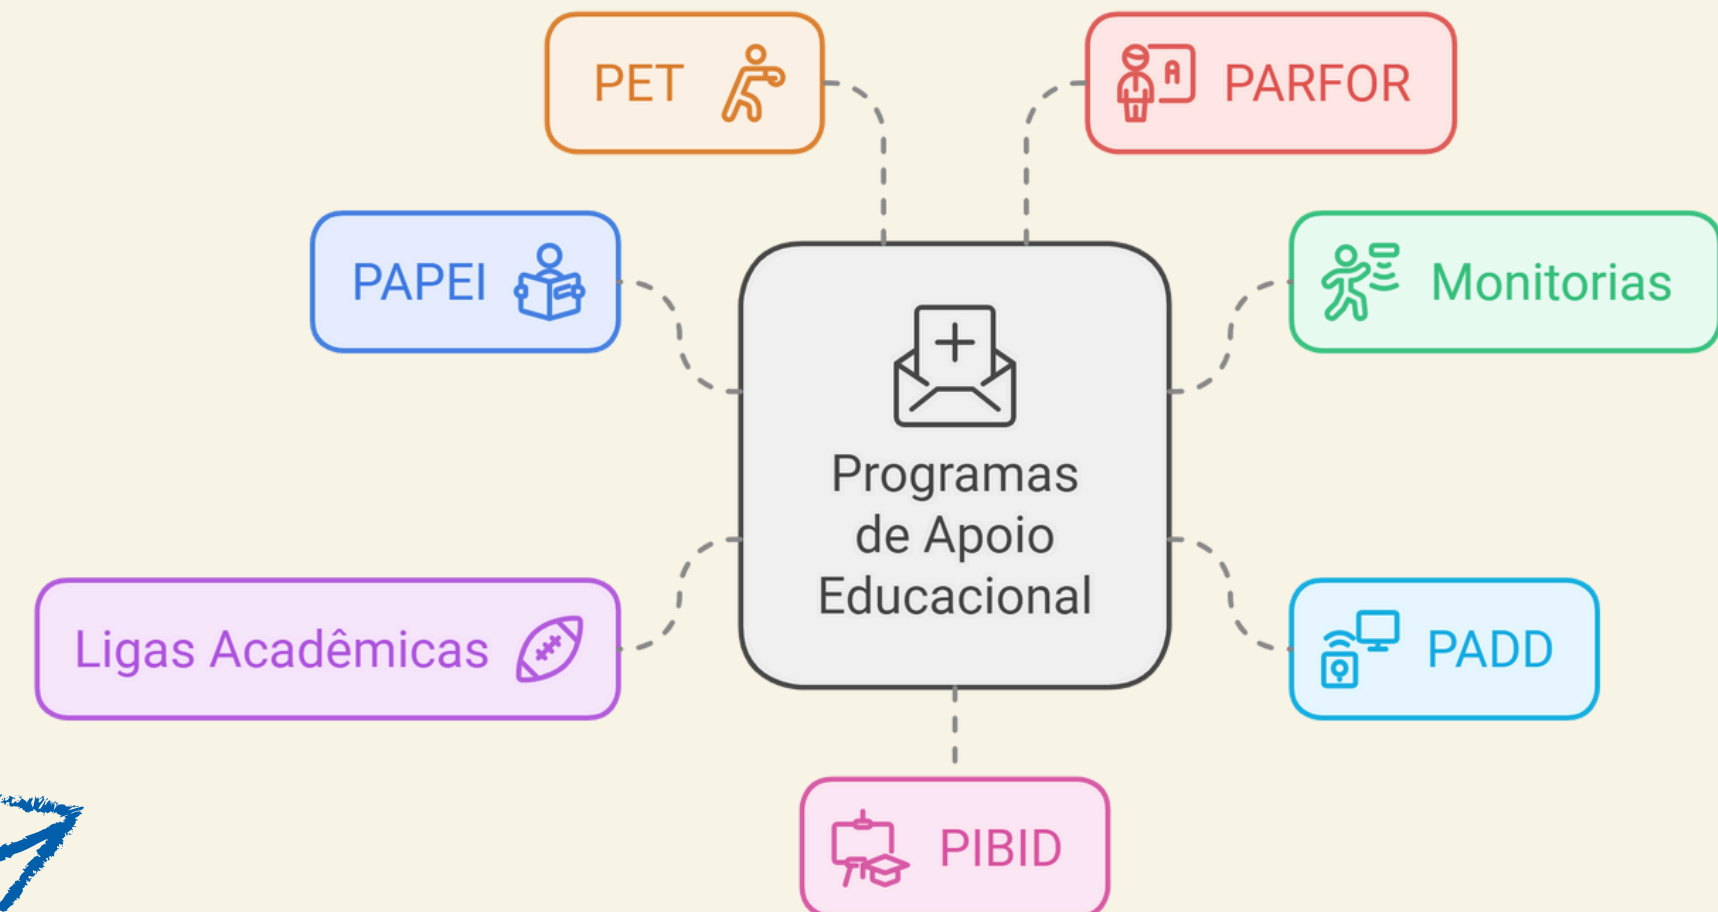 PET
PARFOR
PAPEI
Monitorias
Programas
de Apoio
Educacional
Ligas Acadêmicas
PADD
PIBID